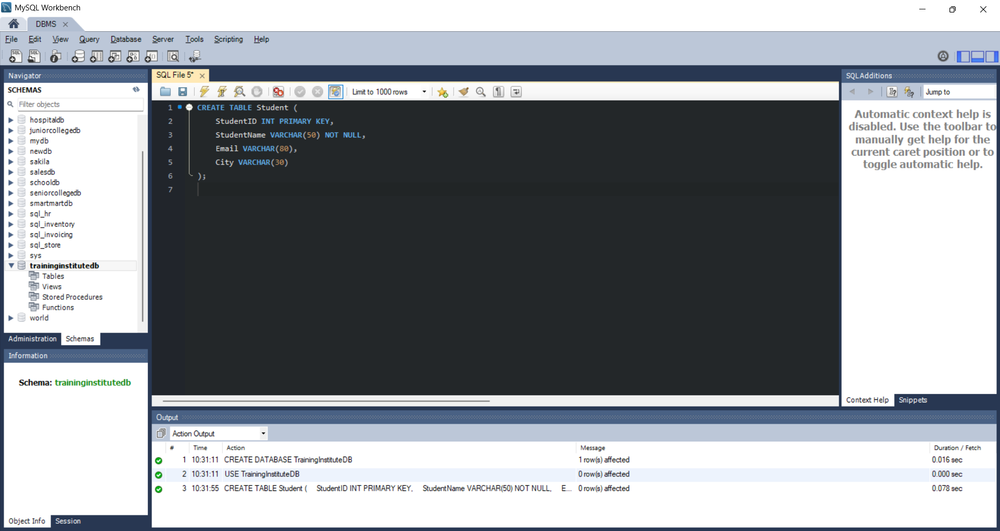 MySQL Workbench
DBMS
File Edit View Query Database Server Tools Scripting Help
Navigator
SCHEMAS
Filter objects
hospitaldb
juniorcollegedb
mydb
newdb
sakila
salesdb
schooldb
seniorcollegedb
smartmartdb
sql_hr
sql_inventory
sql_invoicing
sql_store
sys
traininginstitutedb
Tables
Views
Stored Procedures
Functions
world
Administration Schemas
Information
Schema: traininginstitutedb
Object Info Session
SQL File 5*
Limit to 1000 rows
1 CREATE TABLE Student (
2 StudentID INT PRIMARY KEY,
3 StudentName VARCHAR(50) NOT NULL,
4 Email VARCHAR(80),
5 City VARCHAR(30)
6 );
7
SQLAdditions
Jump to
Automatic context help is
disabled. Use the toolbar to
manually get help for the
current caret position or to
toggle automatic help.
Context Help Snippets
Output
Action Output
# Time Action Message Duration / Fetch
1 10:31:11 CREATE DATABASE TrainingInstituteDB 1 row(s) affected 0.016 sec
2 10:31:11 USE TrainingInstituteDB 0 row(s) affected 0.000 sec
3 10:31:55 CREATE TABLE Student ( StudentID INT PRIMARY KEY, StudentName VARCHAR(50) NOT NULL, E... 0 row(s) affected 0.078 sec